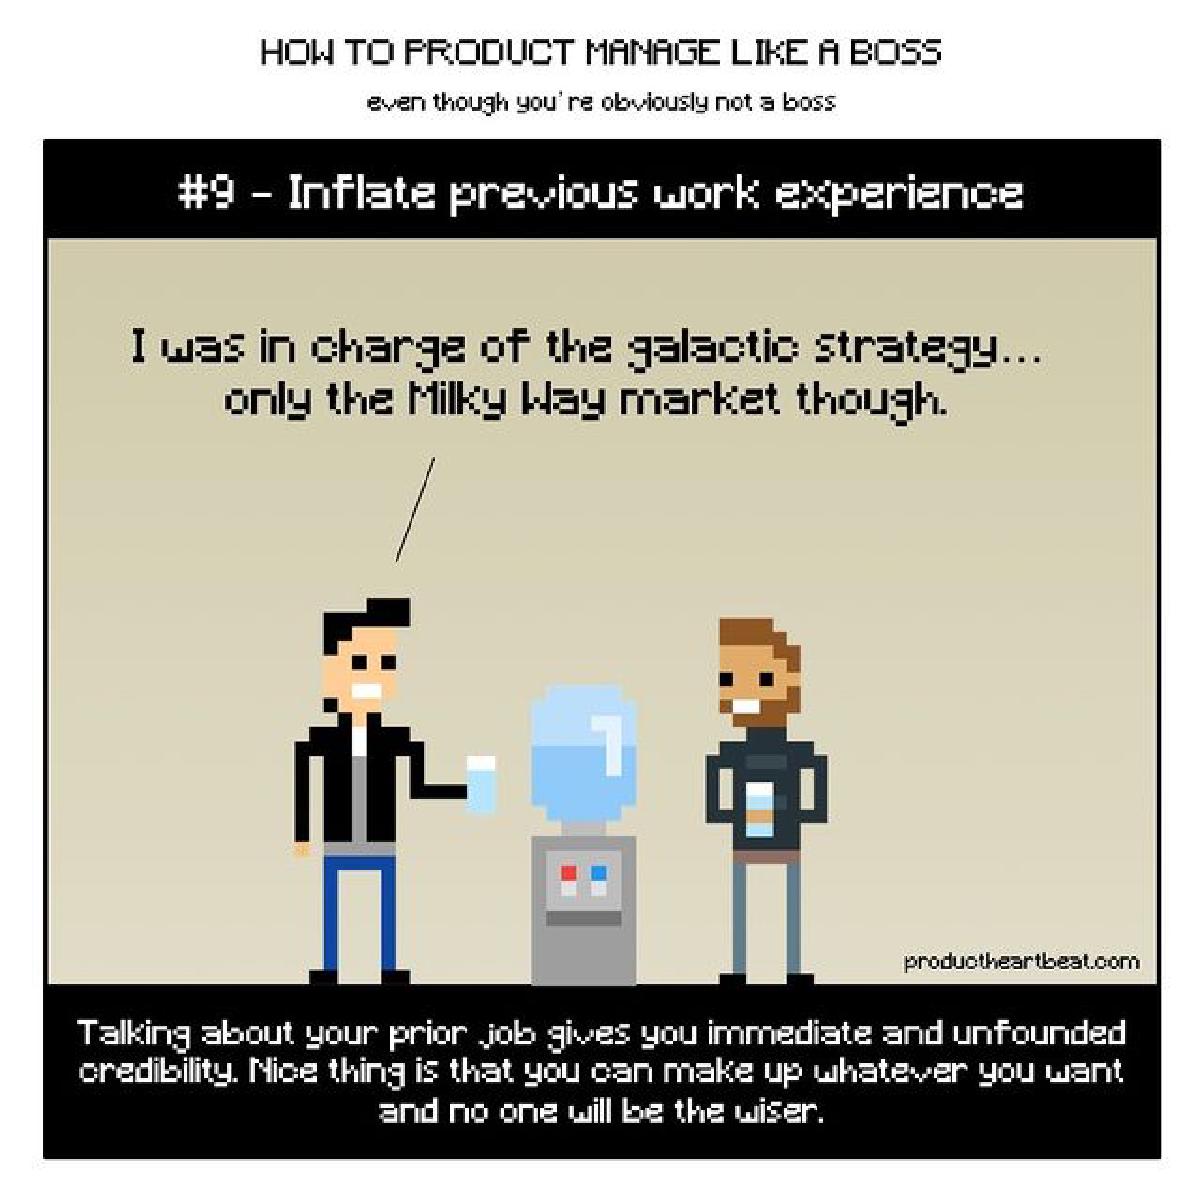 HOW TO PRODUCT MANAGE LIKE A BOSS
even though you're obviously not a boss
#9 - Inflate previous work experience
I was in charge of the galactic strategy...
only the Milky Way market though.
productheartbeat.com
Talking about your prior job gives you immediate and unfounded
credibility. Nice thing is that you can make up whatever you want
and no one will be the wiser.